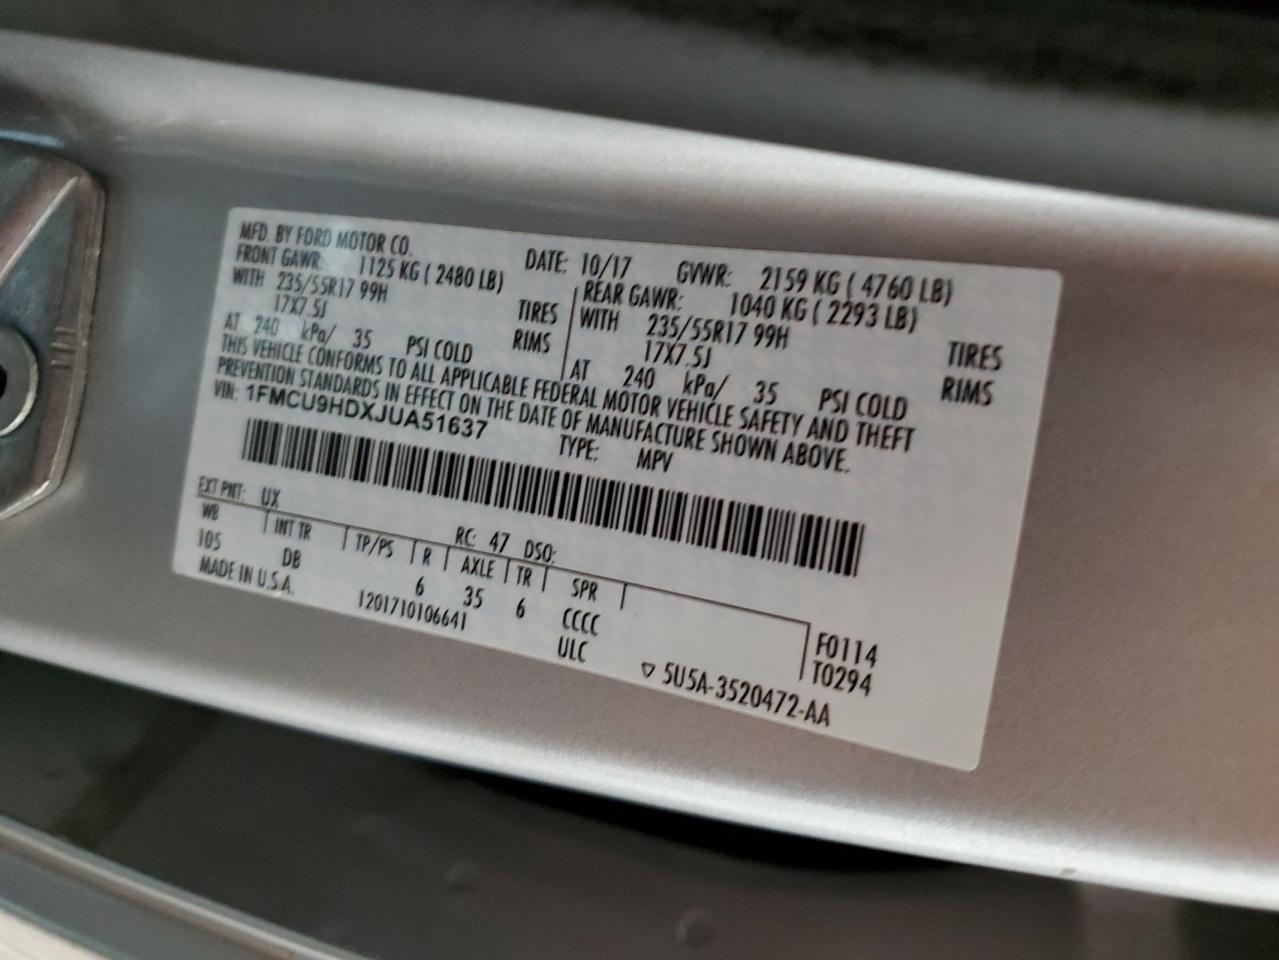 MFD. BY FORD MOTOR CO. DATE: 10/17 GVWR: 2159 KG ( 4760 LB)
FRONT GAWR: 1125 KG ( 2480 LB) REAR GAWR: 1040 KG ( 2293 LB)
WITH 235/55R17 99H TIRES WITH 235/55R17 99H TIRES
17X7.5J RIMS 17X7.5J RIMS
AT 240 kPa/ 35 PSI COLD AT 240 kPa/ 35 PSI COLD
THIS VEHICLE CONFORMS TO ALL APPLICABLE FEDERAL MOTOR VEHICLE SAFETY AND THEFT
PREVENTION STANDARDS IN EFFECT ON THE DATE OF MANUFACTURE SHOWN ABOVE.
VIN: 1FMCU9HDXJUA51637 TYPE: MPV
EXT PNT: UX RC: 47 DSO:
WB INT TR TP/PS R AXLE TR SPR
105 DB 6 35 6 CCCC F0114
MADE IN U.S.A. 1201710106641 ULC T0294
▽ 5U5A-3520472-AA